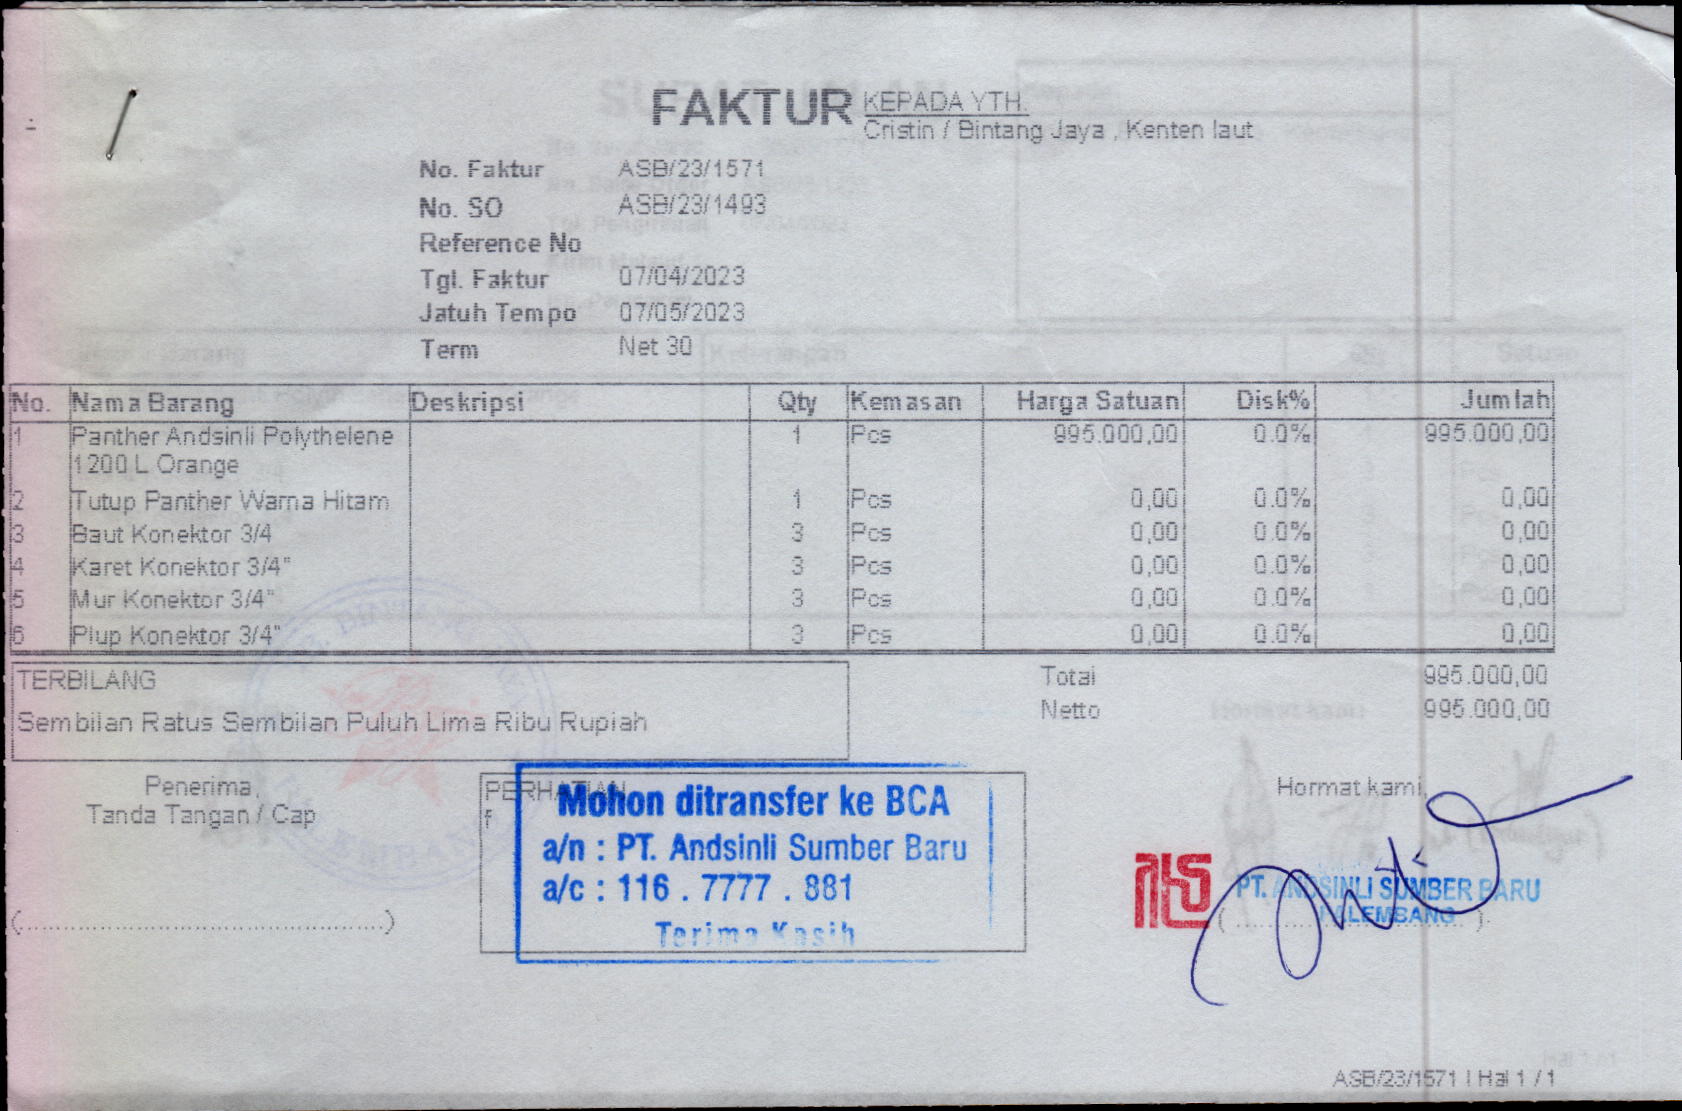 FAKTUR
KEPADA YTH.
Cristin / Bintang Jaya , Kenten laut
No. Faktur ASB/23/1571
No. SO ASB/23/1493
Reference No
Tgl. Faktur 07/04/2023
Jatuh Tempo 07/05/2023
Term Net 30
No. Nama Barang Deskripsi Qty Kemasan Harga Satuan Disk% Jumlah
1 Panther Andsinli Polythelene 1 Pcs 995.000,00 0.0% 995.000,00
1200 L Orange
2 Tutup Panther Warna Hitam 1 Pcs 0,00 0.0% 0,00
3 Baut Konektor 3/4 3 Pcs 0,00 0.0% 0,00
4 Karet Konektor 3/4" 3 Pcs 0,00 0.0% 0,00
5 Mur Konektor 3/4" 3 Pcs 0,00 0.0% 0,00
6 Plup Konektor 3/4" 3 Pcs 0,00 0.0% 0,00
TERBILANG
Sembilan Ratus Sembilan Puluh Lima Ribu Rupiah
Total 995.000,00
Netto 995.000,00
Penerima,
Tanda Tangan / Cap
(..................................................)
PERHATIAN
f
Mohon ditransfer ke BCA
a/n : PT. Andsinli Sumber Baru
a/c : 116 . 7777 . 881
Terima Kasih
Hormat kami,
PT. ANDSINLI SUMBER BARU
PALEMBANG
(................................)
ASB/23/1571 | Hal 1 / 1